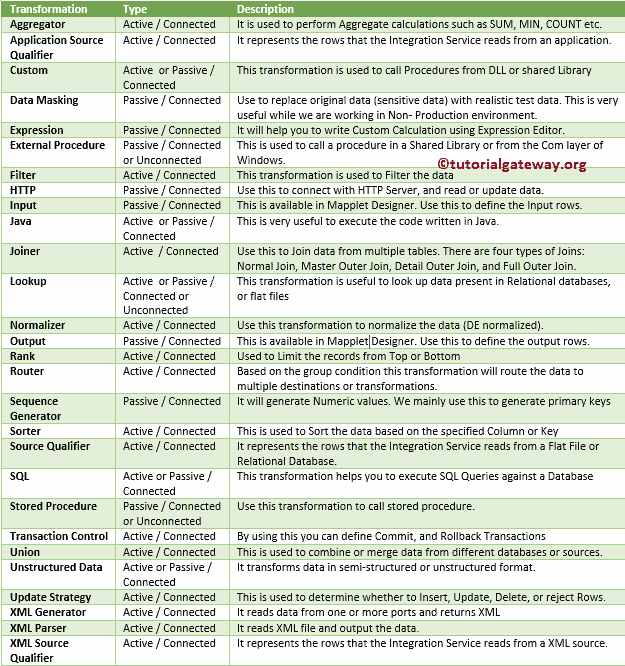 Transformation Type Description
Aggregator Active / Connected It is used to perform Aggregate calculations such as SUM, MIN, COUNT etc.
Application Source Active / Connected It represents the rows that the Integration Service reads from an application.
Qualifier
Custom Active or Passive / This transformation is used to call Procedures from DLL or shared Library
Connected
Data Masking Passive / Connected Use to replace original data (sensitive data) with realistic test data. This is very
useful while we are working in Non- Production environment.
Expression Passive / Connected It will help you to write Custom Calculation using Expression Editor.
External Procedure Passive / Connected This is used to call a procedure in a Shared Library or from the Com layer of
or Unconnected Windows.
©tutorialgateway.org
Filter Active / Connected This transformation is used to Filter the data
HTTP Passive / Connected Use this to connect with HTTP Server, and read or update data.
Input Passive / Connected This is available in Mapplet Designer. Use this to define the Input rows.
Java Active or Passive / This is very useful to execute the code written in Java.
Connected
Joiner Active / Connected Use this to Join data from multiple tables. There are four types of Joins:
Normal Join, Master Outer Join, Detail Outer Join, and Full Outer Join.
Lookup Active or Passive / This transformation is useful to look up data present in Relational databases,
Connected or or flat files
Unconnected
Normalizer Active / Connected Use this transformation to normalize the data (DE normalized).
Output Passive / Connected This is available in Mapplet Designer. Use this to define the output rows.
Rank Active / Connected Used to Limit the records from Top or Bottom
Router Active / Connected Based on the group condition this transformation will route the data to
multiple destinations or transformations.
Sequence Passive / Connected It will generate Numeric values. We mainly use this to generate primary keys
Generator
Sorter Active / Connected This is used to Sort the data based on the specified Column or Key
Source Qualifier Active / Connected It represents the rows that the Integration Service reads from a Flat File or
Relational Database.
SQL Active or Passive / This transformation helps you to execute SQL Queries against a Database
Connected
Stored Procedure Passive / Connected Use this transformation to call stored procedure.
or Unconnected
Transaction Control Active / Connected By using this you can define Commit, and Rollback Transactions
Union Active / Connected This is used to combine or merge data from different databases or sources.
Unstructured Data Active or Passive / It transforms data in semi-structured or unstructured format.
Connected
Update Strategy Active / Connected This is used to determine whether to Insert, Update, Delete, or reject Rows.
XML Generator Active / Connected It reads data from one or more ports and returns XML
XML Parser Active / Connected It reads XML file and output the data.
XML Source Active / Connected It represents the rows that the Integration Service reads from a XML source.
Qualifier